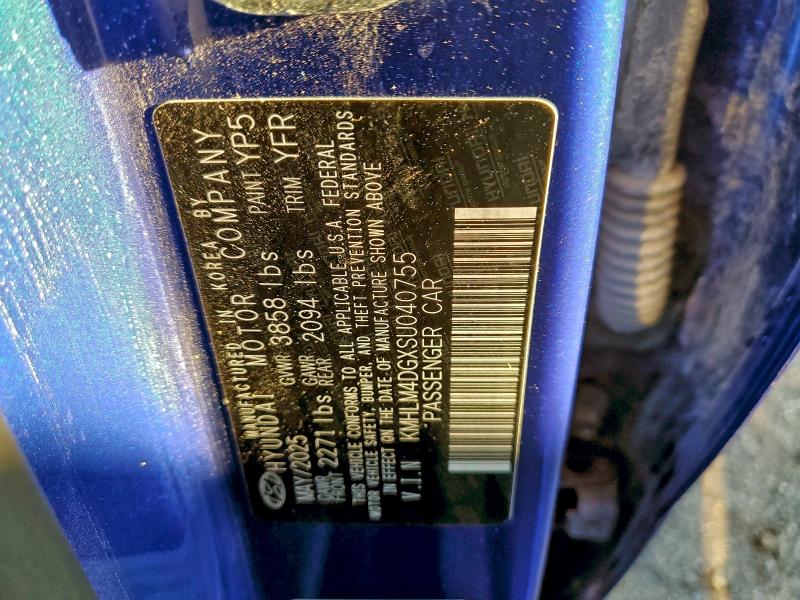 MANUFACTURED IN KOREA BY
HYUNDAI MOTOR COMPANY
MAY/2025 GVWR 3858 lbs PAINT YP5
GAWR FRONT 2271lbs GAWR REAR 2094 lbs TRIM YFR
THIS VEHICLE CONFORMS TO ALL APPLICABLE U.S.A. FEDERAL
MOTOR VEHICLE SAFETY, BUMPER, AND THEFT PREVENTION STANDARDS
IN EFFECT ON THE DATE OF MANUFACTURE SHOWN ABOVE
V.I.N KMHLM4DGXSU040755
PASSENGER CAR